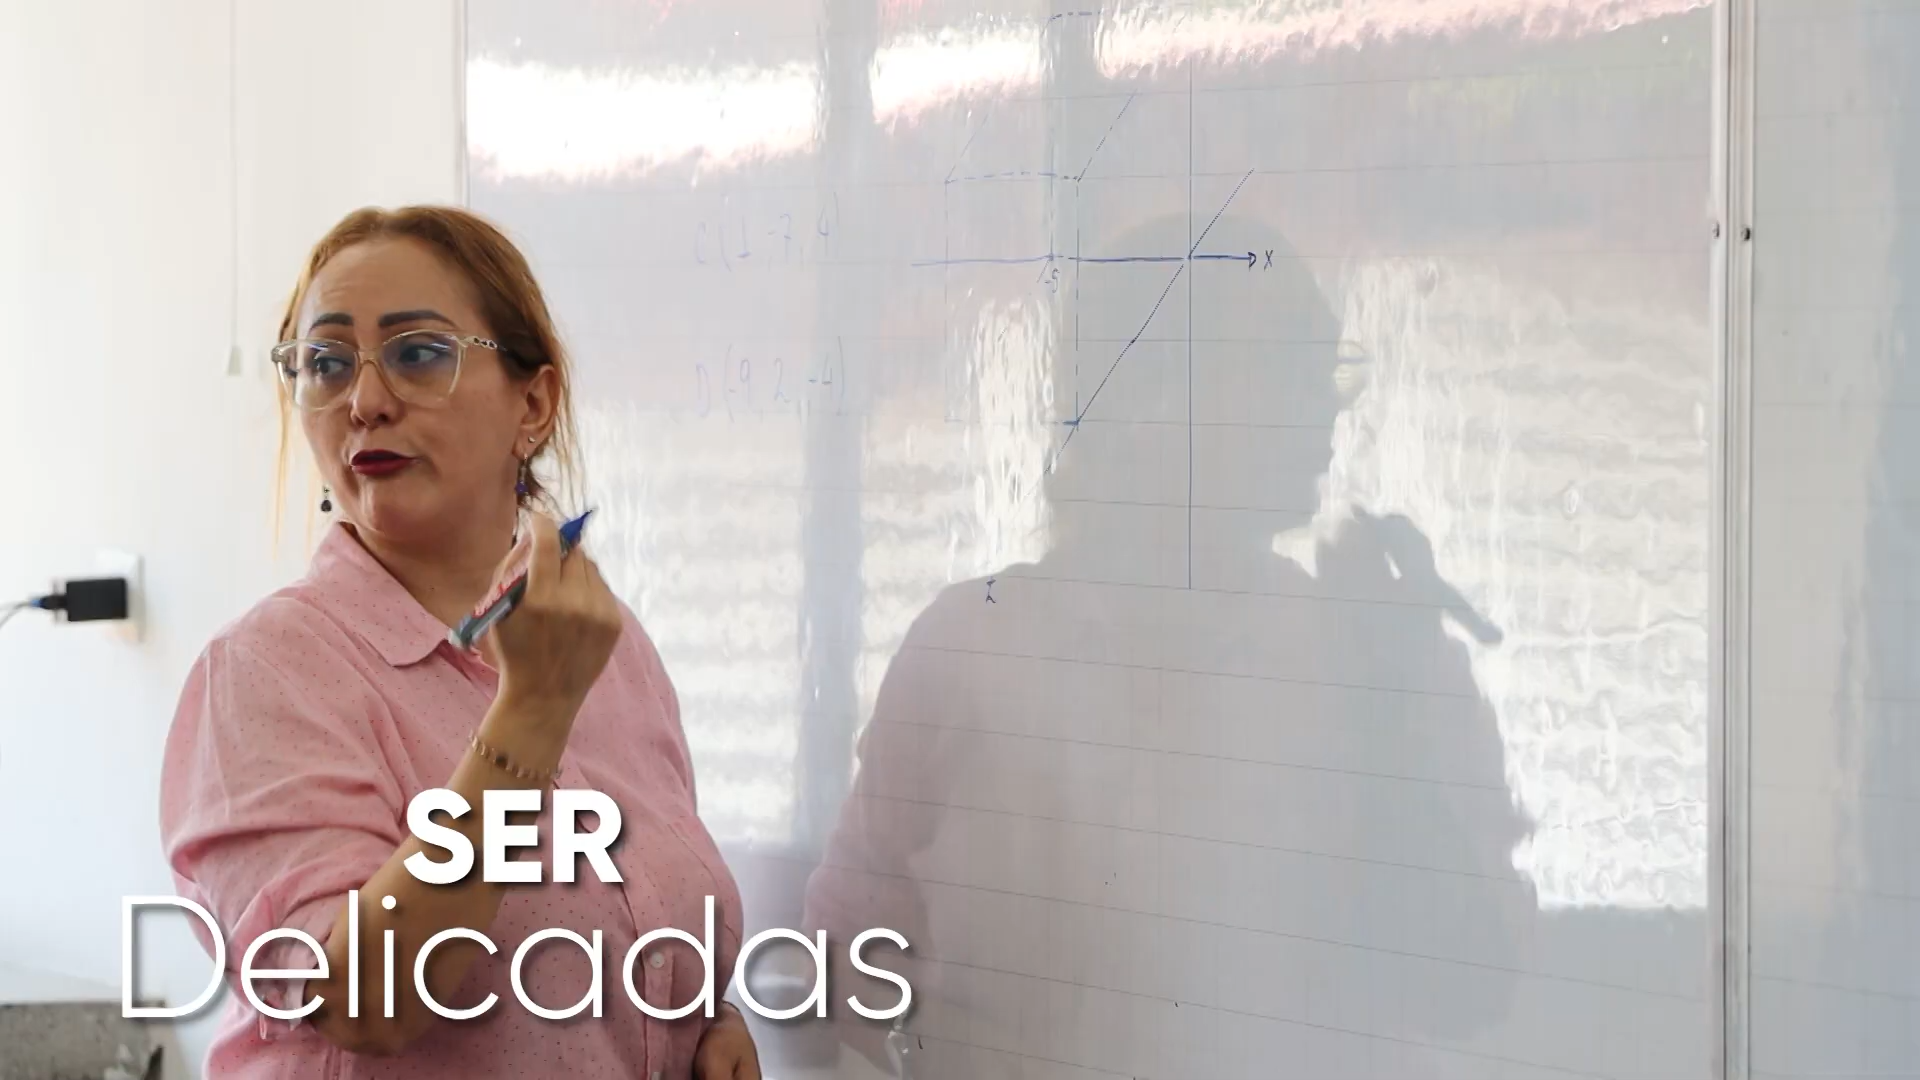 C (1, -7, 4)
D (-9, 2, -4)
-5
X
SER
Delicadas